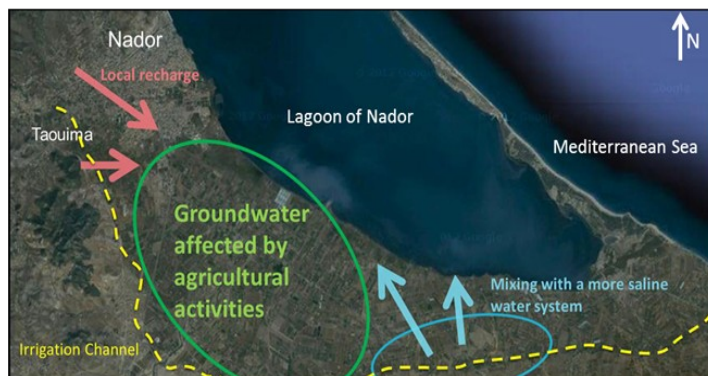 Nador
N
Local recharge
Lagoon of Nador
Taouima
Mediterranean Sea
Groundwater
affected by
agricultural
activities
Mixing with a more saline
water system
Irrigation Channel